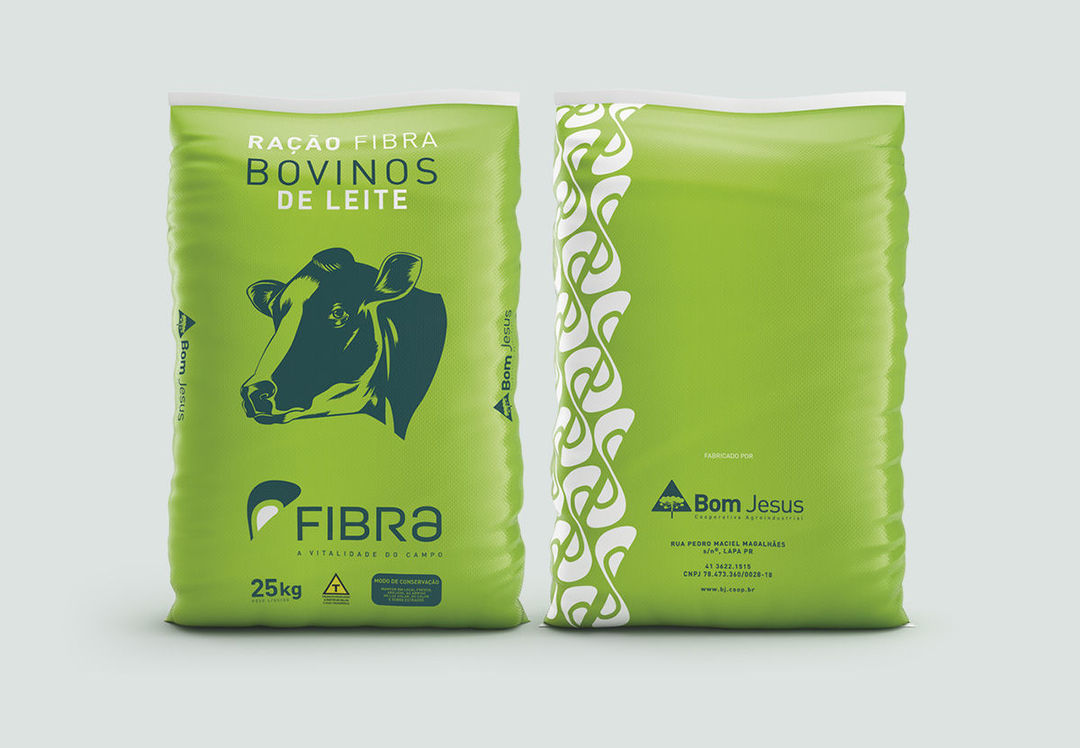 RAÇÃO FIBRA
BOVINOS
DE LEITE
Bom Jesus
Bom Jesus
FIBRA
A VITALIDADE DO CAMPO
25kg
PESO LÍQUIDO
T
MODO DE CONSERVAÇÃO
FABRICADO POR
Bom Jesus
Cooperativa Agroindustrial
RUA PEDRO MACIEL MAGALHÃES
s/nº, LAPA PR
41 3622.1515
CNPJ 78.473.360/0028-18
www.bj.coop.br